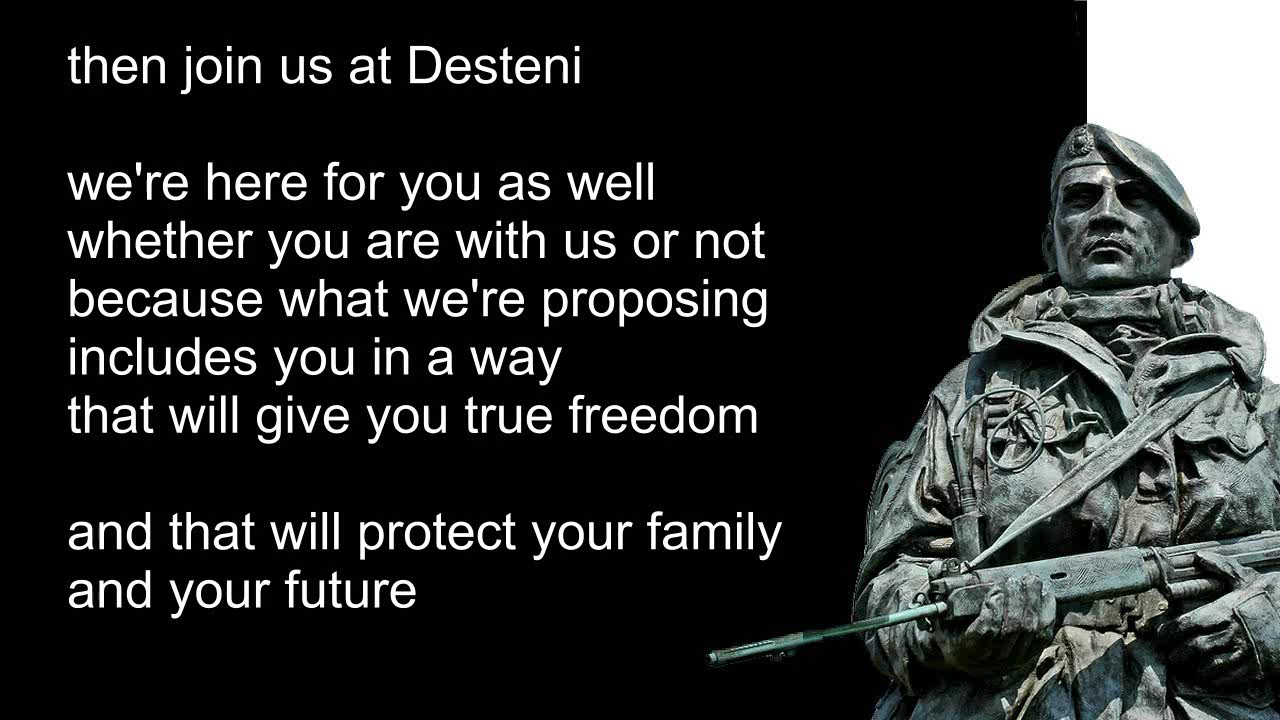 then join us at Desteni
we're here for you as well
whether you are with us or not
because what we're proposing
includes you in a way
that will give you true freedom
and that will protect your family
and your future